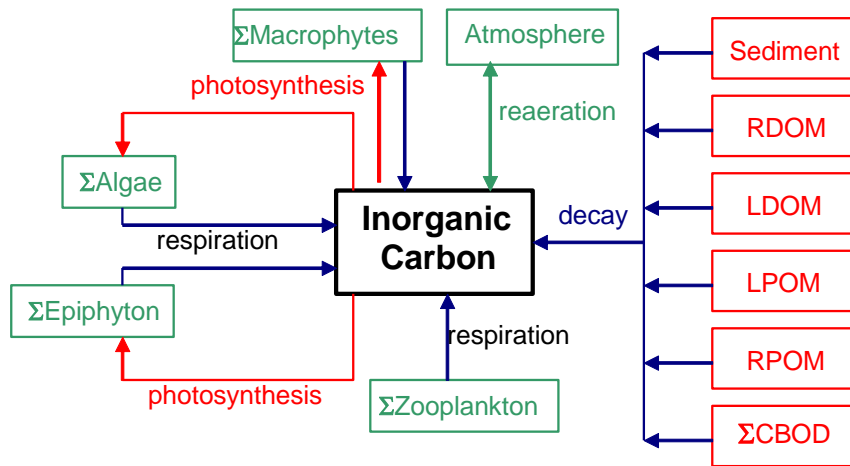 ΣMacrophytes
Atmosphere
Sediment
photosynthesis
reaeration
RDOM
ΣAlgae
Inorganic
Carbon
LDOM
decay
respiration
LPOM
ΣEpiphyton
respiration
RPOM
photosynthesis
ΣZooplankton
ΣCBOD